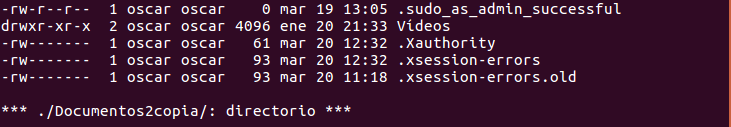 -rw-r--r--  1 oscar oscar    0 mar 19 13:05 .sudo_as_admin_successful
drwxr-xr-x  2 oscar oscar 4096 ene 20 21:33 Vídeos
-rw-------  1 oscar oscar   61 mar 20 12:32 .Xauthority
-rw-------  1 oscar oscar   93 mar 20 12:32 .xsession-errors
-rw-------  1 oscar oscar   93 mar 20 11:18 .xsession-errors.old
*** ./Documentos2copia/: directorio ***